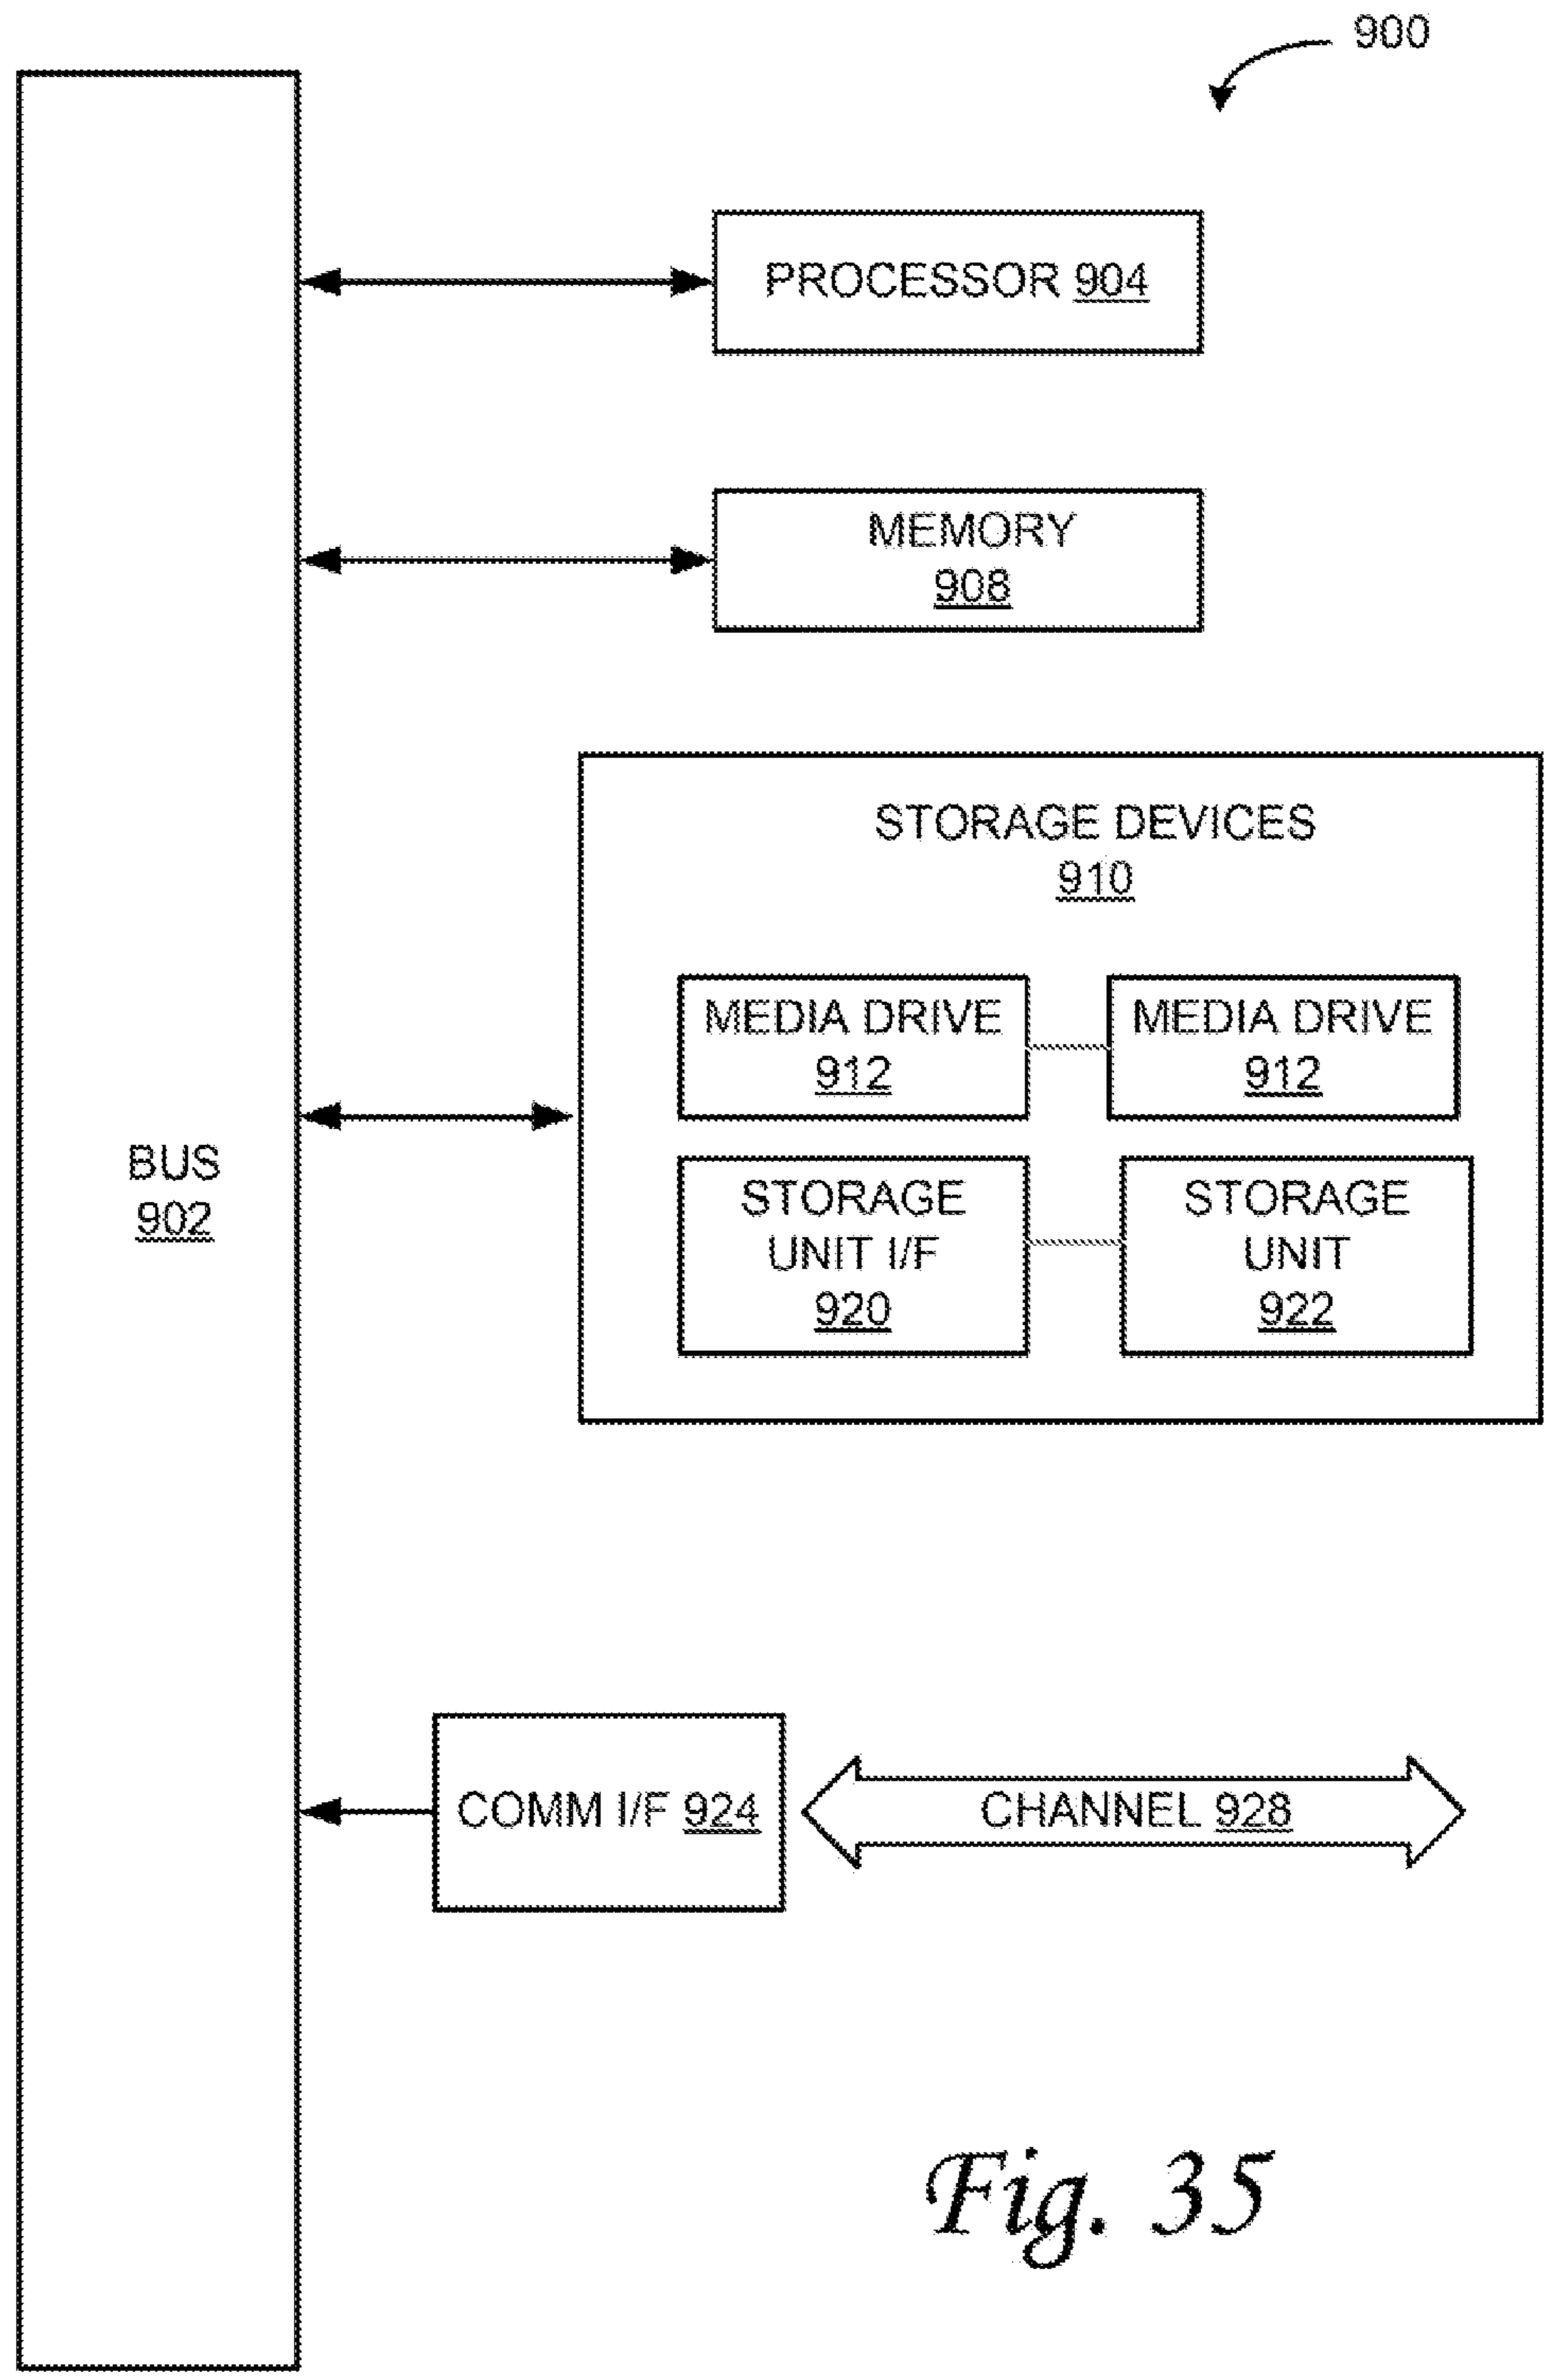 900
PROCESSOR 904
MEMORY
908
STORAGE DEVICES
910
MEDIA DRIVE
912
MEDIA DRIVE
912
BUS
902
STORAGE
UNIT I/F
920
STORAGE
UNIT
922
COMM I/F 924
CHANNEL 928
Fig. 35